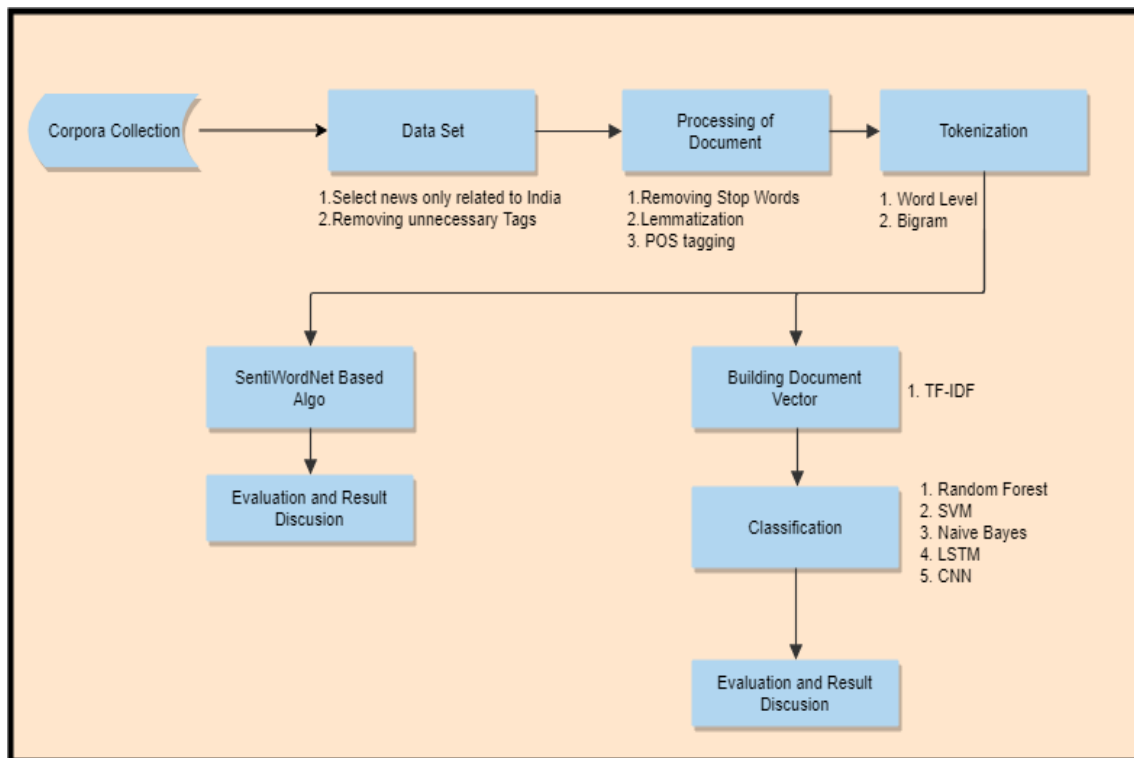 Corpora Collection
Data Set
Processing of
Document
Tokenization
1.Select news only related to India
2.Removing unnecessary Tags
1.Removing Stop Words
2.Lemmatization
3. POS tagging
1. Word Level
2. Bigram
SentiWordNet Based
Algo
Building Document
Vector
1. TF-IDF
Evaluation and Result
Discusion
Classification
1. Random Forest
2. SVM
3. Naive Bayes
4. LSTM
5. CNN
Evaluation and Result
Discusion